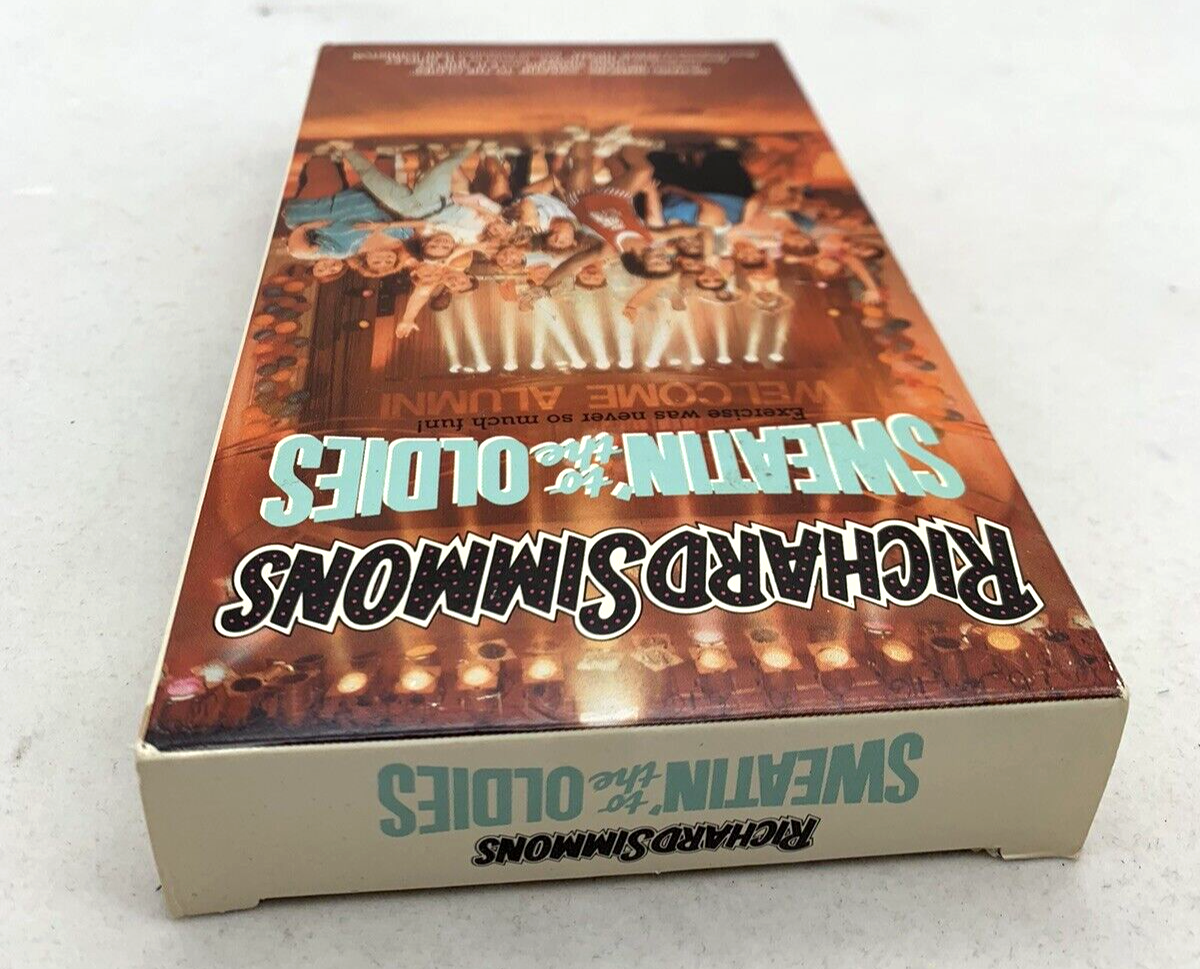 RICHARD SIMMONS
SWEATIN' to the OLDIES
Exercise was never so much fun!
WELCOME ALUMNI
RICHARD SIMMONS
SWEATIN' to the OLDIES